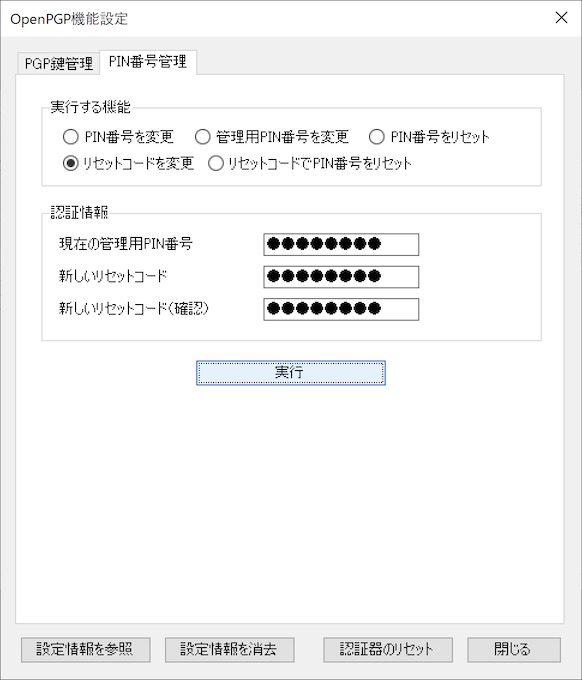 OpenPGP機能設定
PGP鍵管理 PIN番号管理
実行する機能
PIN番号を変更 管理用PIN番号を変更 PIN番号をリセット
リセットコードを変更 リセットコードでPIN番号をリセット
認証情報
現在の管理用PIN番号 ●●●●●●●●
新しいリセットコード ●●●●●●●●
新しいリセットコード(確認) ●●●●●●●●
実行
設定情報を参照 設定情報を消去 認証器のリセット 閉じる